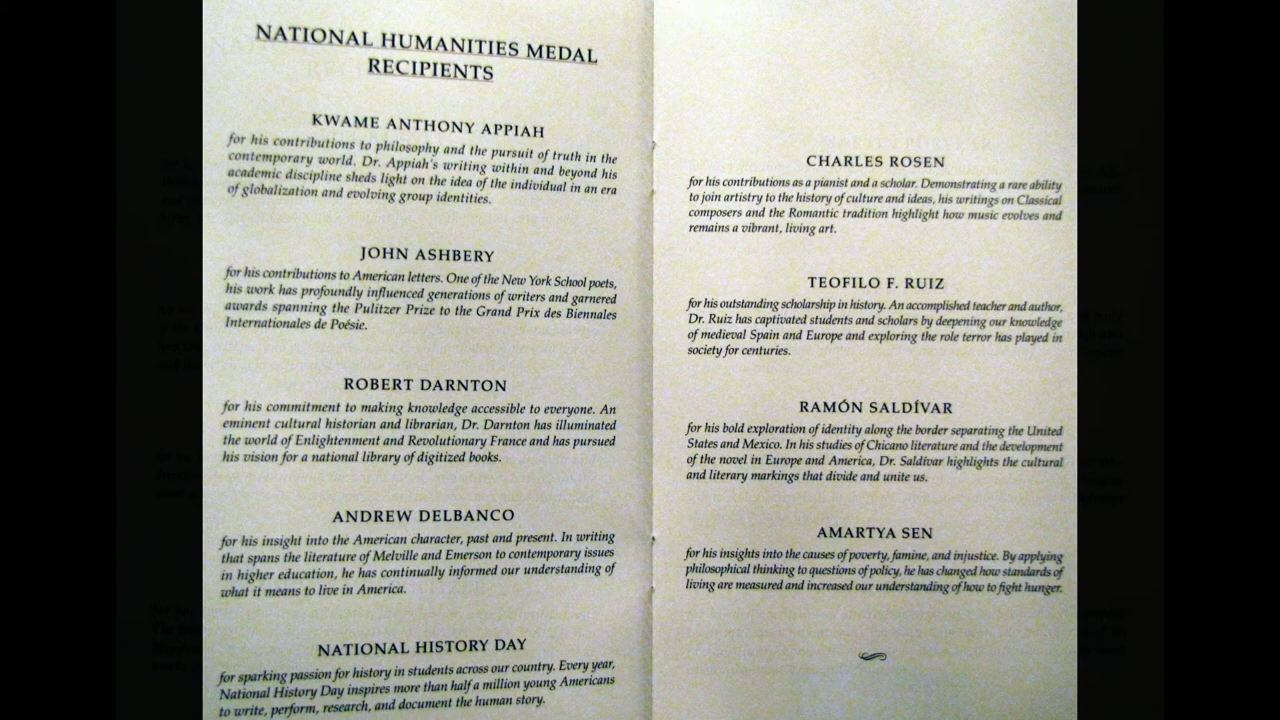 NATIONAL HUMANITIES MEDAL
RECIPIENTS
KWAME ANTHONY APPIAH
for his contributions to philosophy and the pursuit of truth in the
contemporary world. Dr. Appiah's writing within and beyond his
academic discipline sheds light on the idea of the individual in an era
of globalization and evolving group identities.
JOHN ASHBERY
for his contributions to American letters. One of the New York School poets,
his work has profoundly influenced generations of writers and garnered
awards spanning the Pulitzer Prize to the Grand Prix des Biennales
Internationales de Poésie.
ROBERT DARNTON
for his commitment to making knowledge accessible to everyone. An
eminent cultural historian and librarian, Dr. Darnton has illuminated
the world of Enlightenment and Revolutionary France and has pursued
his vision for a national library of digitized books.
ANDREW DELBANCO
for his insight into the American character, past and present. In writing
that spans the literature of Melville and Emerson to contemporary issues
in higher education, he has continually informed our understanding of
what it means to live in America.
NATIONAL HISTORY DAY
for sparking passion for history in students across our country. Every year,
National History Day inspires more than half a million young Americans
to write, perform, research, and document the human story.
CHARLES ROSEN
for his contributions as a pianist and a scholar. Demonstrating a rare ability
to join artistry to the history of culture and ideas, his writings on Classical
composers and the Romantic tradition highlight how music evolves and
remains a vibrant, living art.
TEOFILO F. RUIZ
for his outstanding scholarship in history. An accomplished teacher and author,
Dr. Ruiz has captivated students and scholars by deepening our knowledge
of medieval Spain and Europe and exploring the role terror has played in
society for centuries.
RAMÓN SALDÍVAR
for his bold exploration of identity along the border separating the United
States and Mexico. In his studies of Chicano literature and the development
of the novel in Europe and America, Dr. Saldívar highlights the cultural
and literary markings that divide and unite us.
AMARTYA SEN
for his insights into the causes of poverty, famine, and injustice. By applying
philosophical thinking to questions of policy, he has changed how standards of
living are measured and increased our understanding of how to fight hunger.